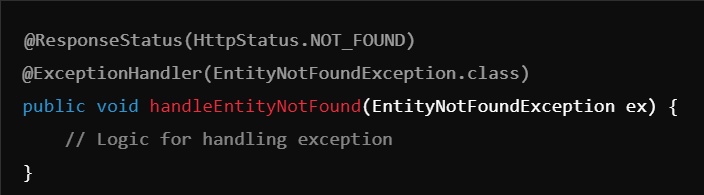 @ResponseStatus(HttpStatus.NOT_FOUND)
@ExceptionHandler(EntityNotFoundException.class)
public void handleEntityNotFound(EntityNotFoundException ex) {
    // Logic for handling exception
}